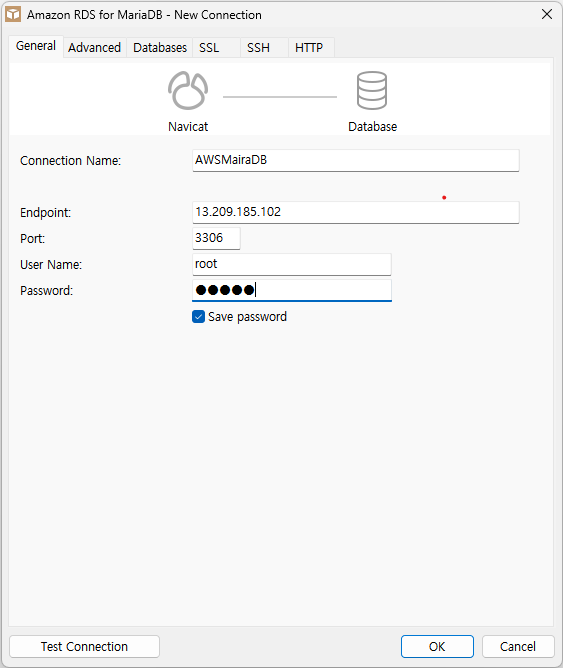 Amazon RDS for MariaDB - New Connection
General Advanced Databases SSL SSH HTTP
Navicat Database
Connection Name: AWSMairaDB
Endpoint: 13.209.185.102
Port: 3306
User Name: root
Password: ●●●●●
Save password
Test Connection OK Cancel